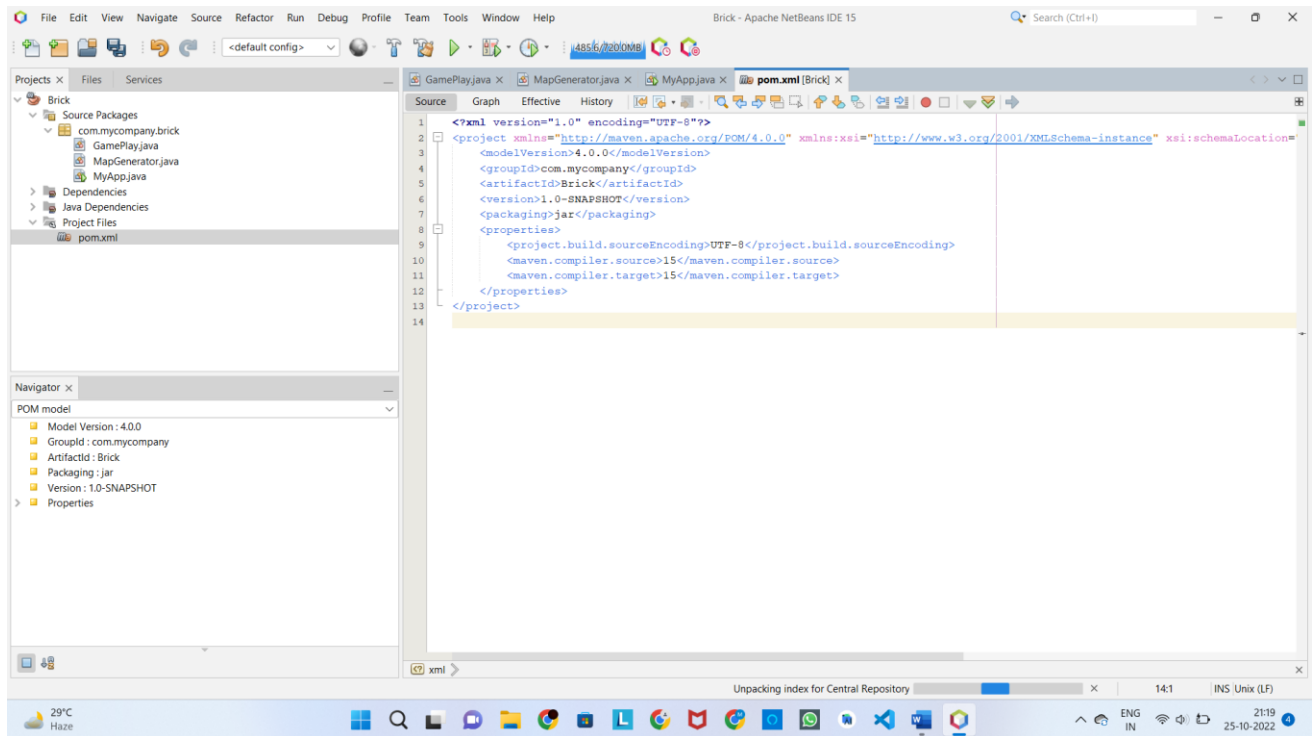 File Edit View Navigate Source Refactor Run Debug Profile Team Tools Window Help
Brick - Apache NetBeans IDE 15
Search (Ctrl+I)
<default config>
485.6/720.0MB
Projects Files Services
Brick
Source Packages
com.mycompany.brick
GamePlay.java
MapGenerator.java
MyApp.java
Dependencies
Java Dependencies
Project Files
pom.xml
Navigator
POM model
Model Version : 4.0.0
GroupId : com.mycompany
ArtifactId : Brick
Packaging : jar
Version : 1.0-SNAPSHOT
Properties
GamePlay.java MapGenerator.java MyApp.java pom.xml [Brick]
Source Graph Effective History
1 <?xml version="1.0" encoding="UTF-8"?>
2 <project xmlns="http://maven.apache.org/POM/4.0.0" xmlns:xsi="http://www.w3.org/2001/XMLSchema-instance" xsi:schemaLocation="
3 <modelVersion>4.0.0</modelVersion>
4 <groupId>com.mycompany</groupId>
5 <artifactId>Brick</artifactId>
6 <version>1.0-SNAPSHOT</version>
7 <packaging>jar</packaging>
8 <properties>
9 <project.build.sourceEncoding>UTF-8</project.build.sourceEncoding>
10 <maven.compiler.source>15</maven.compiler.source>
11 <maven.compiler.target>15</maven.compiler.target>
12 </properties>
13 </project>
14
xml
Unpacking index for Central Repository
14:1 INS Unix (LF)
29°C
Haze
L
W
ENG
IN
21:19
25-10-2022
4